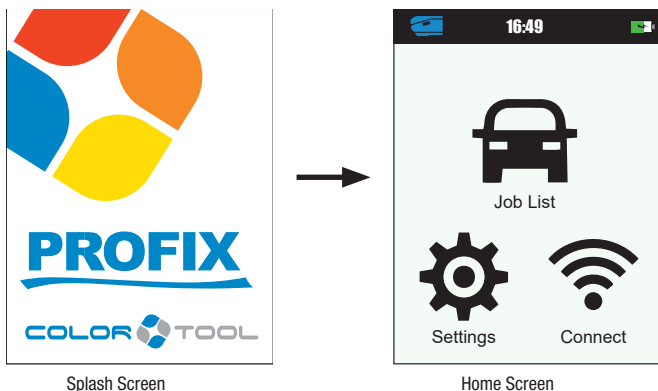 PROFIX
COLOR TOOL
Splash Screen
16:49
Job List
Settings
Connect
Home Screen